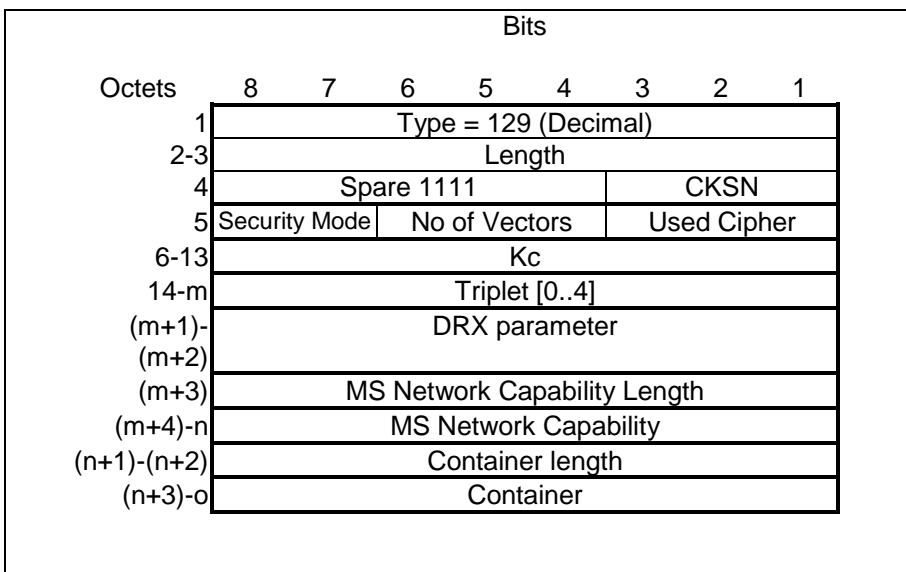 Bits
Octets 8 7 6 5 4 3 2 1
1 Type = 129 (Decimal)
2-3 Length
4 Spare 1111 CKSN
5 Security Mode No of Vectors Used Cipher
6-13 Kc
14-m Triplet [0..4]
(m+1)- DRX parameter
(m+2)
(m+3) MS Network Capability Length
(m+4)-n MS Network Capability
(n+1)-(n+2) Container length
(n+3)-o Container